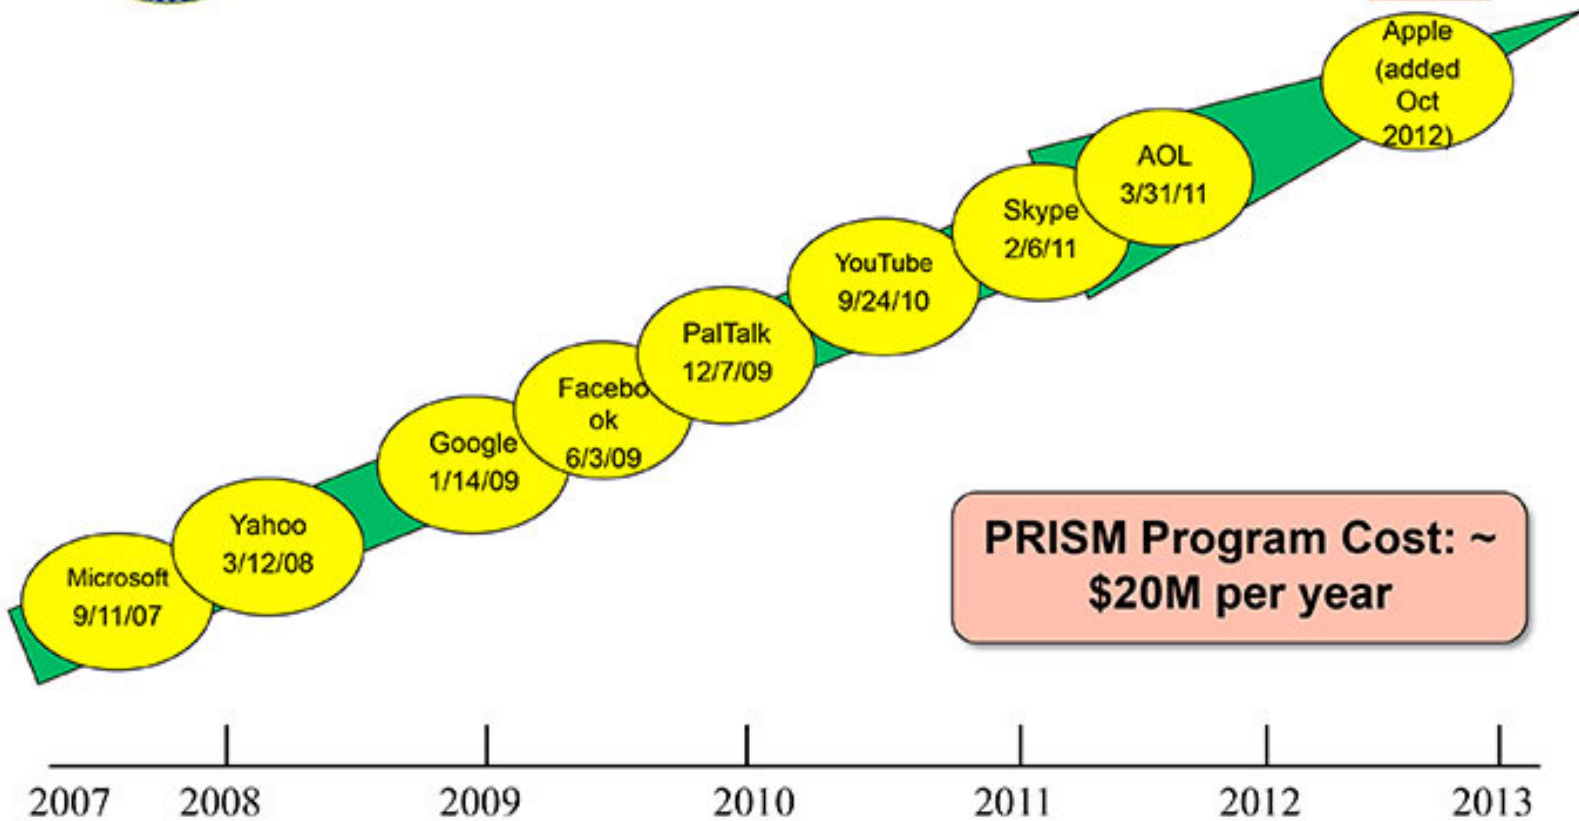 Microsoft
9/11/07
Yahoo
3/12/08
Google
1/14/09
Facebo
ok
6/3/09
PalTalk
12/7/09
YouTube
9/24/10
Skype
2/6/11
AOL
3/31/11
Apple
(added
Oct
2012)
PRISM Program Cost: ~
$20M per year
2007 2008 2009 2010 2011 2012 2013